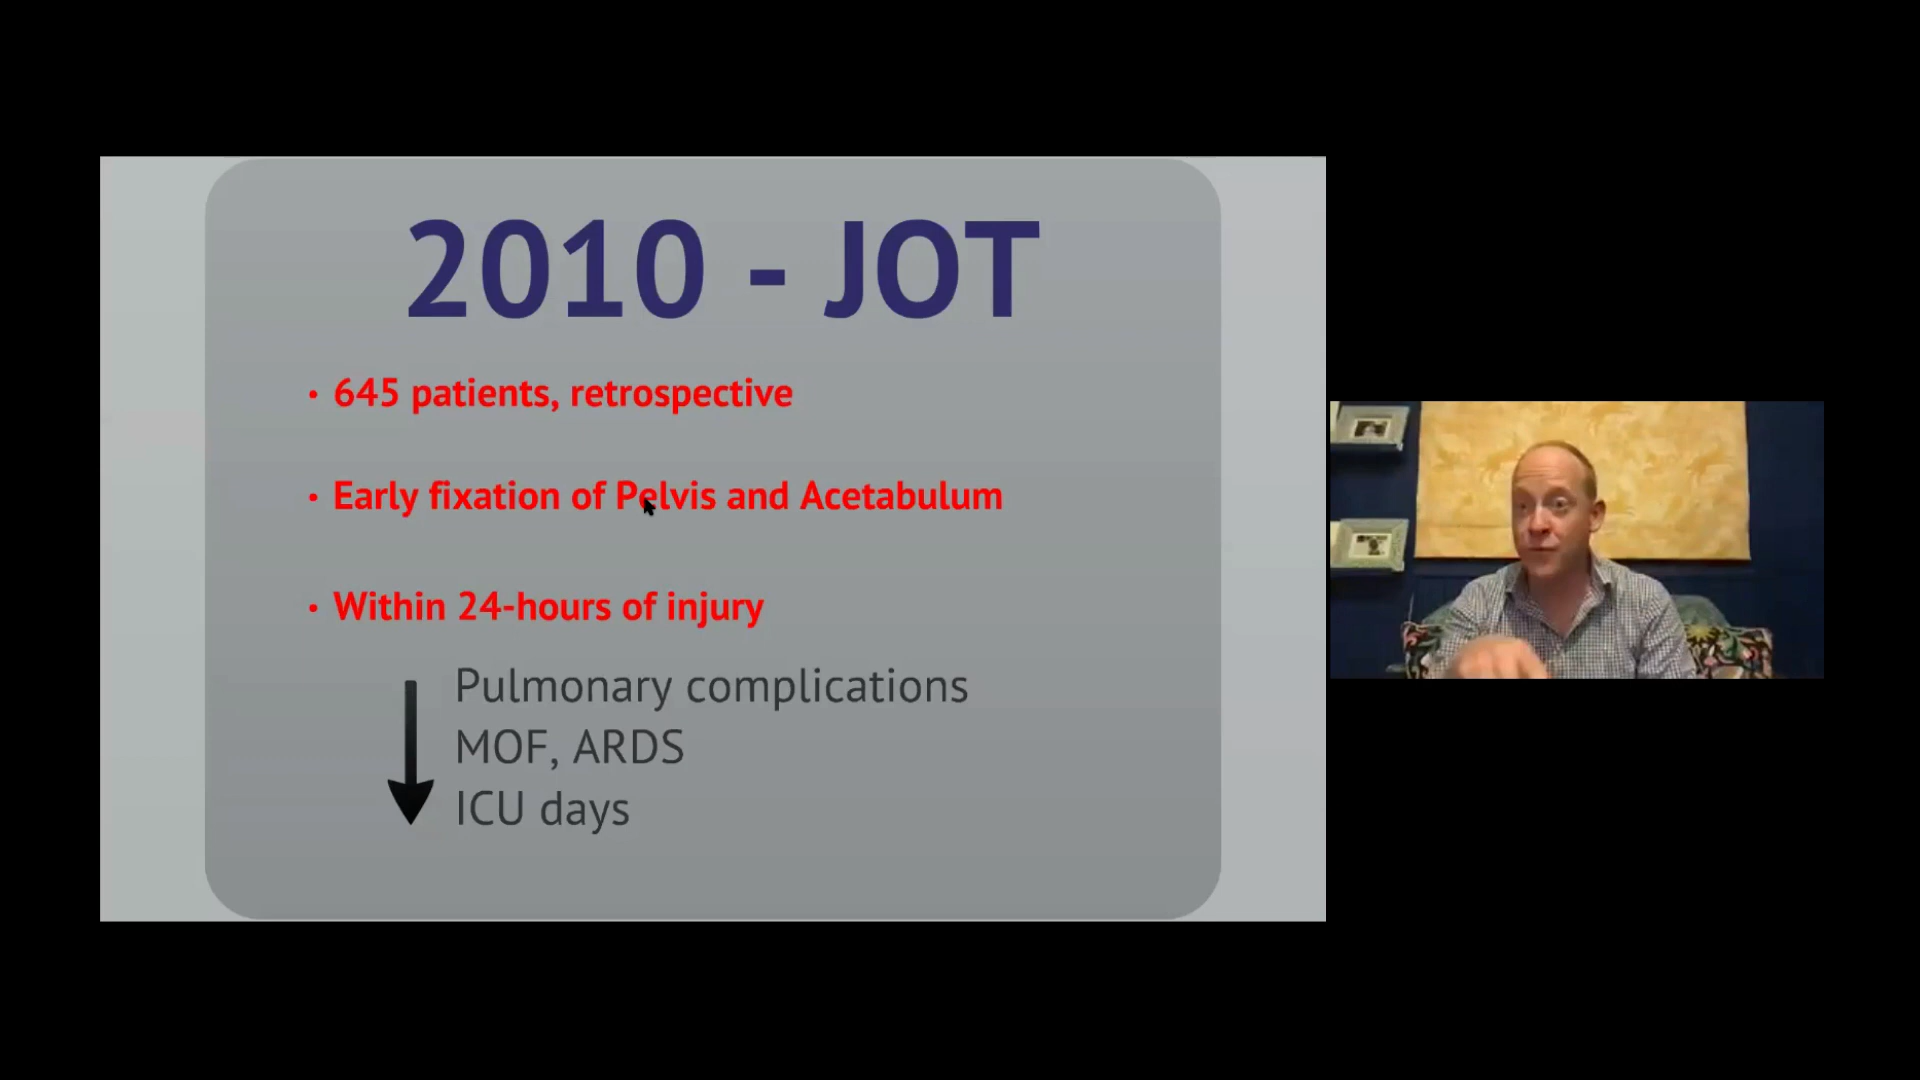 2010 - JOT
• 645 patients, retrospective
• Early fixation of Pelvis and Acetabulum
• Within 24-hours of injury
Pulmonary complications
MOF, ARDS
ICU days